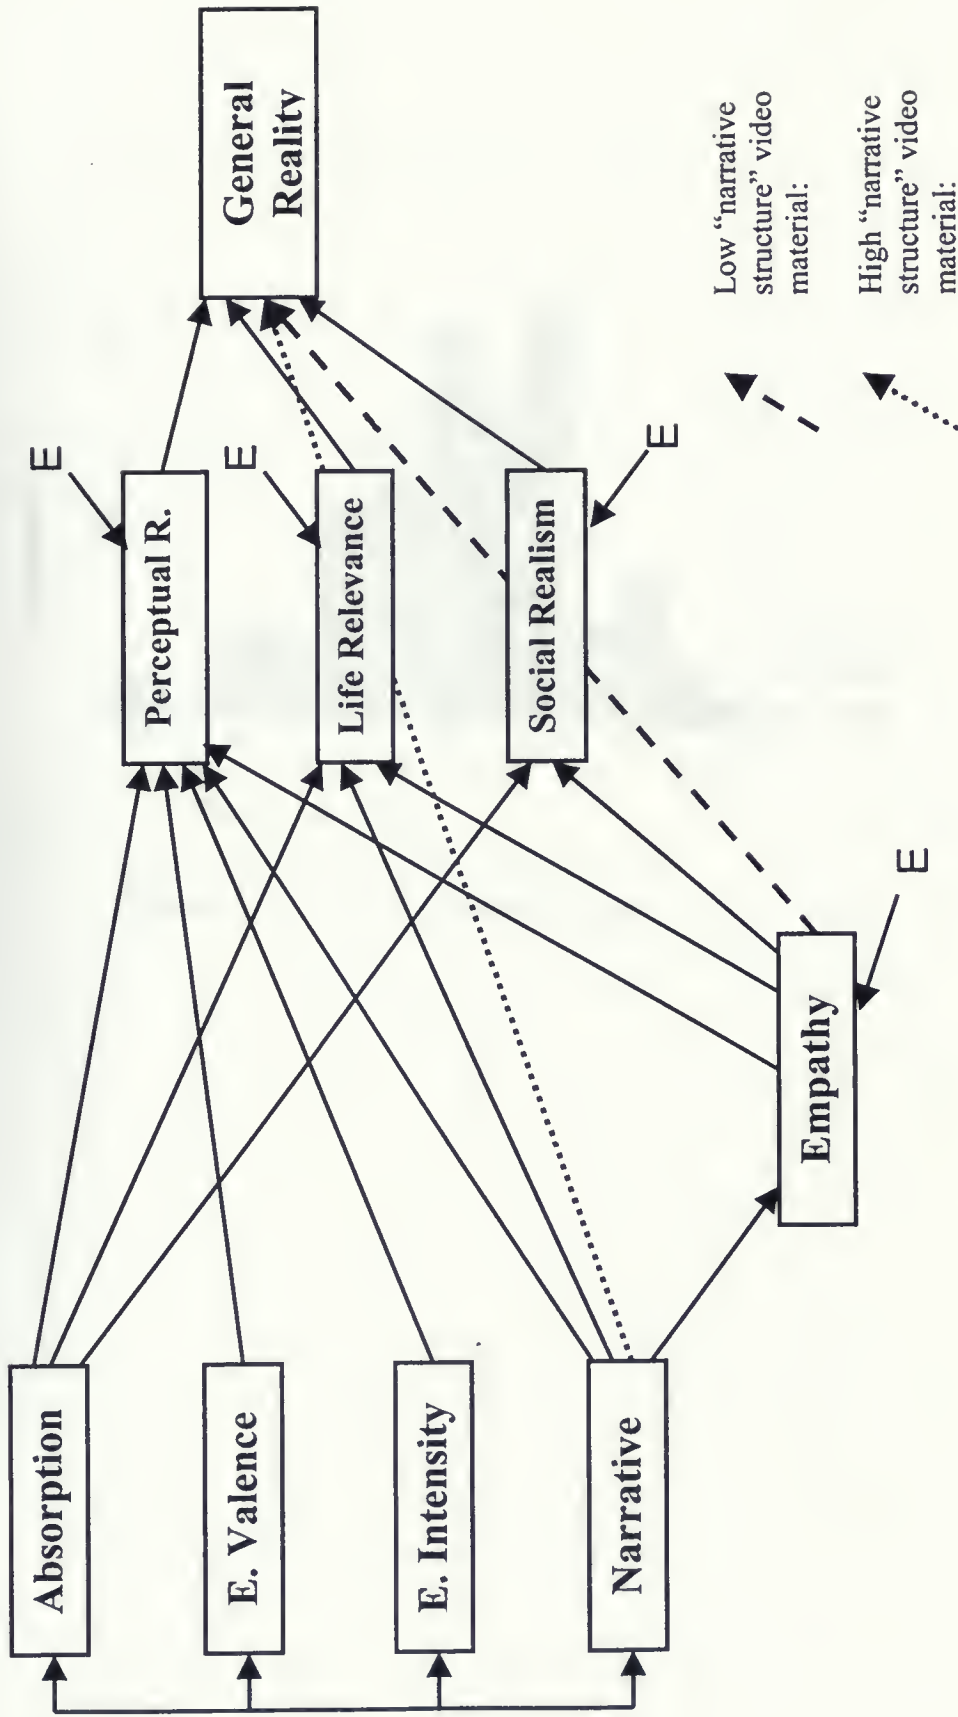 Absorption
E. Valence
E. Intensity
Narrative
Empathy
E
Perceptual R.
E
Life Relevance
E
Social Realism
E
General
Reality
Low “narrative
structure” video
material:
High “narrative
structure” video
material: